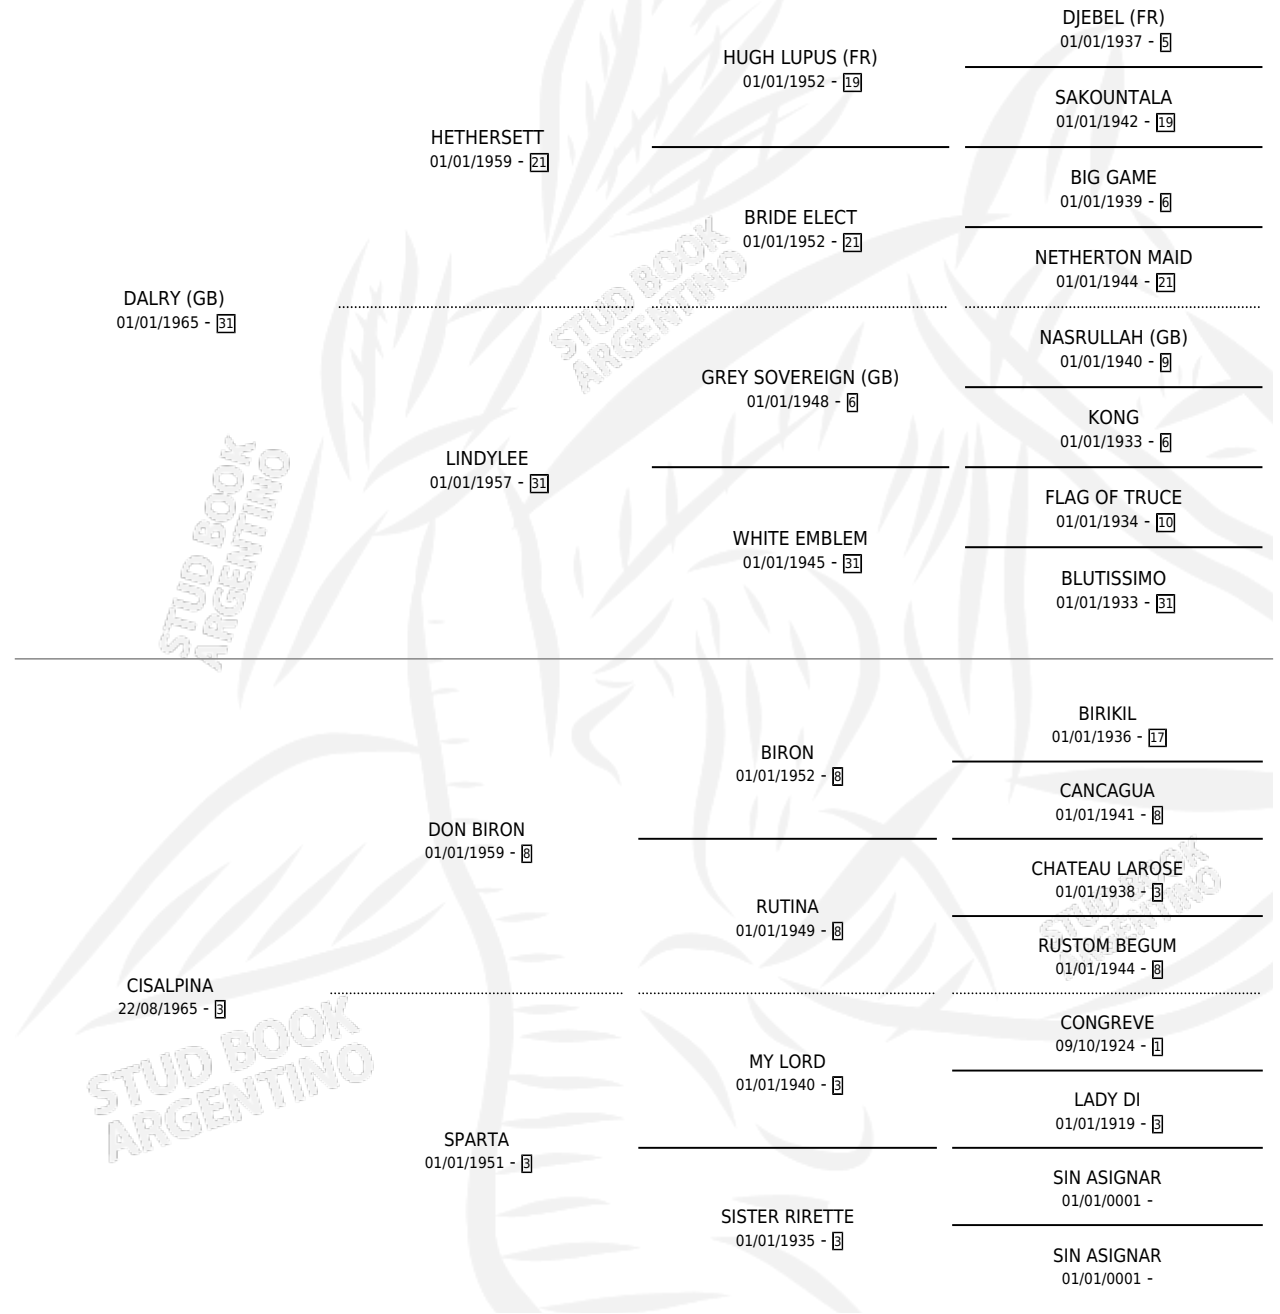 DJEBEL (FR)
01/01/1937 - 5
HUGH LUPUS (FR)
01/01/1952 - 19
SAKOUNTALA
01/01/1942 - 19
HETHERSETT
01/01/1959 - 21
BIG GAME
01/01/1939 - 6
BRIDE ELECT
01/01/1952 - 21
NETHERTON MAID
01/01/1944 - 21
DALRY (GB)
01/01/1965 - 31
NASRULLAH (GB)
01/01/1940 - 9
GREY SOVEREIGN (GB)
01/01/1948 - 6
KONG
01/01/1933 - 6
LINDYLEE
01/01/1957 - 31
FLAG OF TRUCE
01/01/1934 - 10
WHITE EMBLEM
01/01/1945 - 31
BLUTISSIMO
01/01/1933 - 31
BIRIKIL
01/01/1936 - 17
BIRON
01/01/1952 - 8
CANCAGUA
01/01/1941 - 8
DON BIRON
01/01/1959 - 8
CHATEAU LAROSE
01/01/1938 - 3
RUTINA
01/01/1949 - 8
RUSTOM BEGUM
01/01/1944 - 8
CISALPINA
22/08/1965 - 3
CONGREVE
09/10/1924 - 1
MY LORD
01/01/1940 - 3
LADY DI
01/01/1919 - 3
SPARTA
01/01/1951 - 3
SIN ASIGNAR
01/01/0001 -
SISTER RIRETTE
01/01/1935 - 3
SIN ASIGNAR
01/01/0001 -
STUD BOOK
ARGENTINO
STUD BOOK
ARGENTINO
STUD BOOK
ARGENTINO
STUD BOOK
ARGENTINO